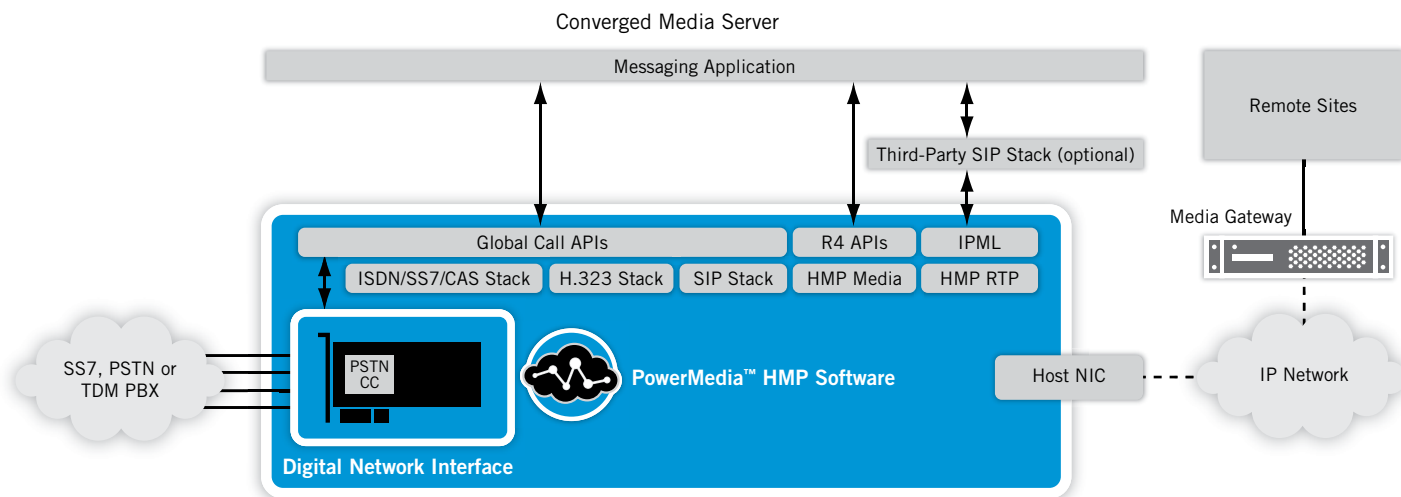 Converged Media Server
Messaging Application
Remote Sites
Third-Party SIP Stack (optional)
Media Gateway
Global Call APIs
R4 APIs
IPML
ISDN/SS7/CAS Stack
H.323 Stack
SIP Stack
HMP Media
HMP RTP
SS7, PSTN or
TDM PBX
PSTN
CC
PowerMedia™ HMP Software
Host NIC
IP Network
Digital Network Interface